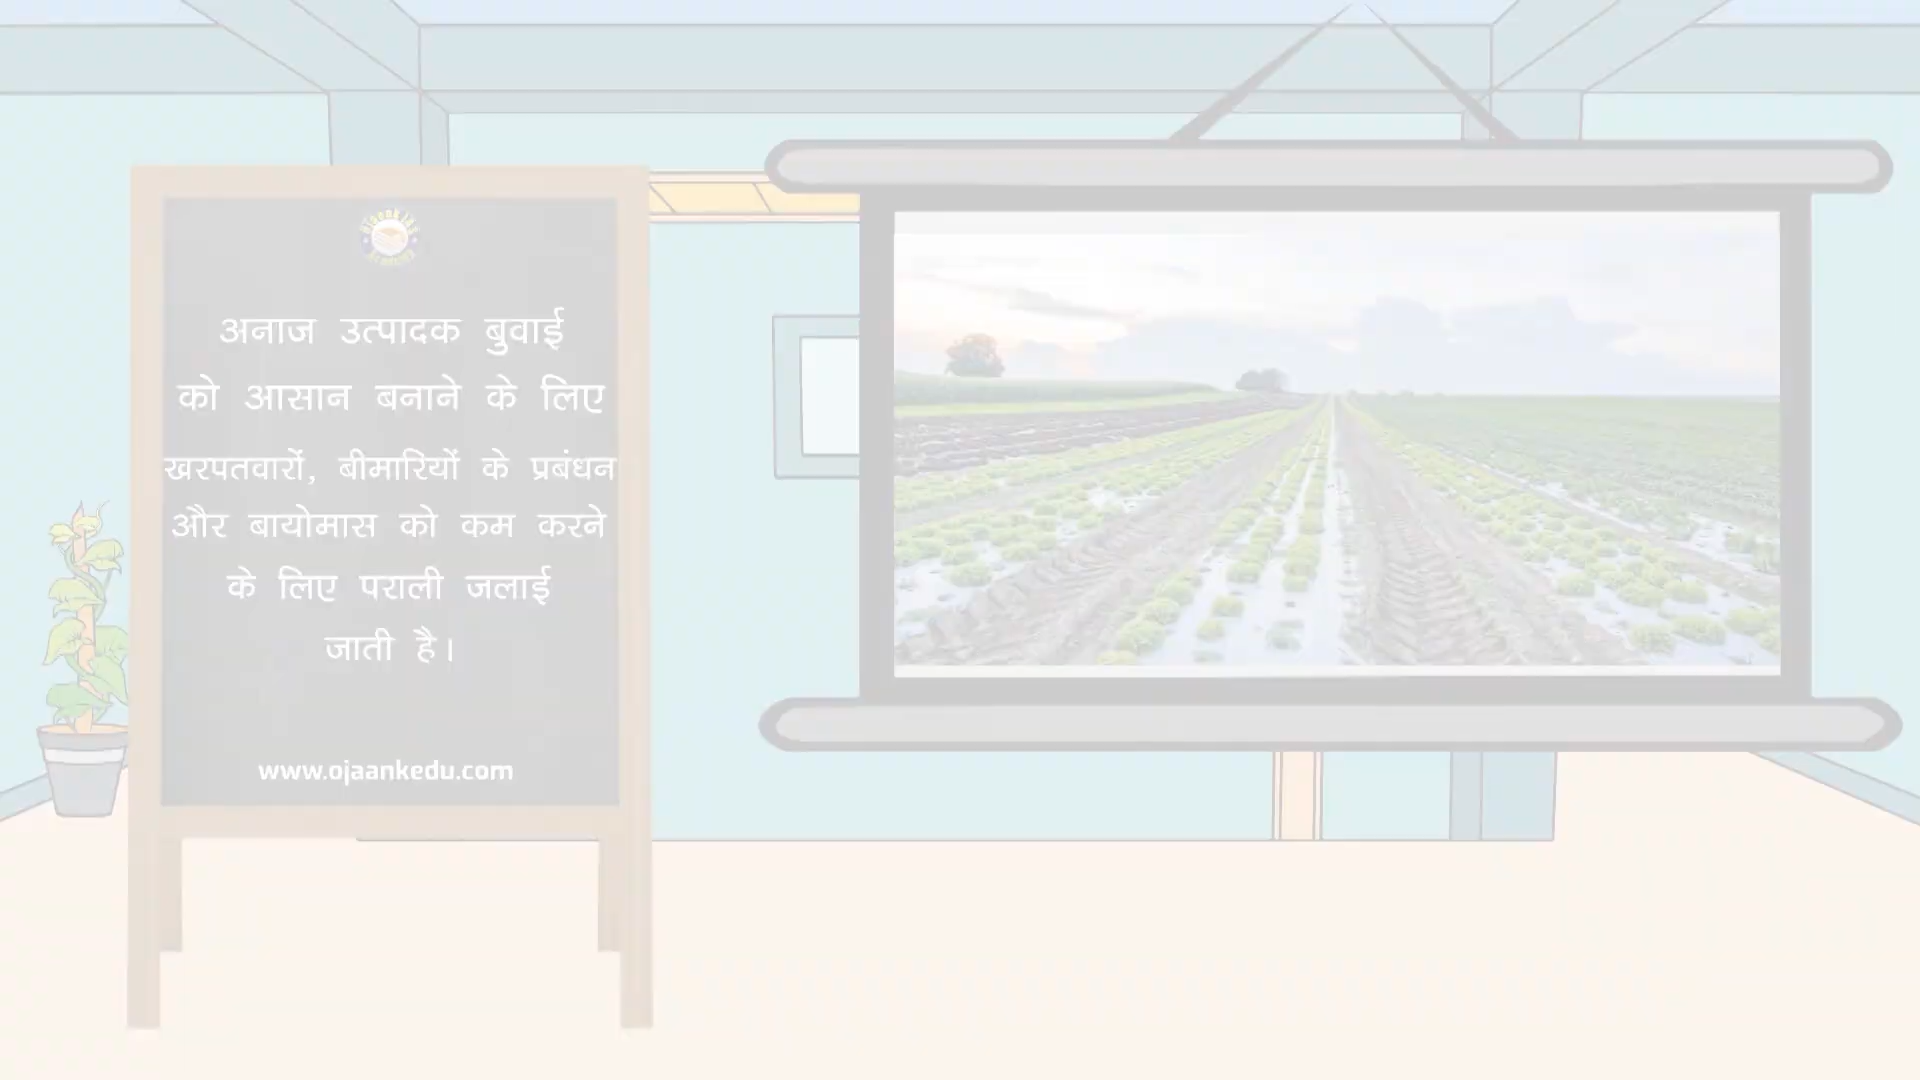 अनाज उत्पादक बुवाई
को आसान बनाने के लिए
खरपतवारों, बीमारियों के प्रबंधन
और बायोमास को कम करने
के लिए पराली जलाई
जाती है।
www.ojaankedu.com